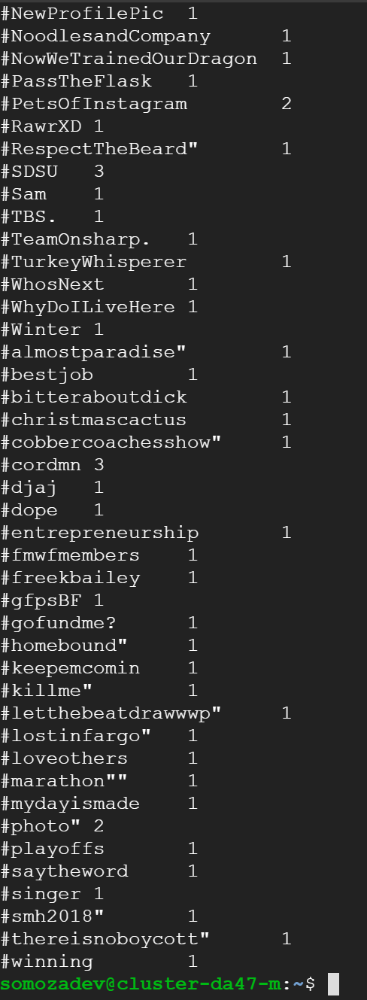 #NewProfilePic 1
#NoodlesandCompany 1
#NowWeTrainedOurDragon 1
#PassTheFlask 1
#PetsOfInstagram 2
#RawrXD 1
#RespectTheBeard" 1
#SDSU 3
#Sam 1
#TBS. 1
#TeamOnsharp. 1
#TurkeyWhisperer 1
#WhosNext 1
#WhyDoILiveHere 1
#Winter 1
#almostparadise" 1
#bestjob 1
#bitteraboutdick 1
#christmascactus 1
#cobbercoachesshow" 1
#cordmn 3
#djaj 1
#dope 1
#entrepreneurship 1
#fmwfmembers 1
#freekbailey 1
#gfpsBF 1
#gofundme? 1
#homebound" 1
#keepemcomin 1
#killme" 1
#letthebeatdrawwwp" 1
#lostinfargo" 1
#loveothers 1
#marathon"" 1
#mydayismade 1
#photo" 2
#playoffs 1
#saytheword 1
#singer 1
#smh2018" 1
#thereisnoboycott" 1
#winning 1
somozadev@cluster-da47-m:~$